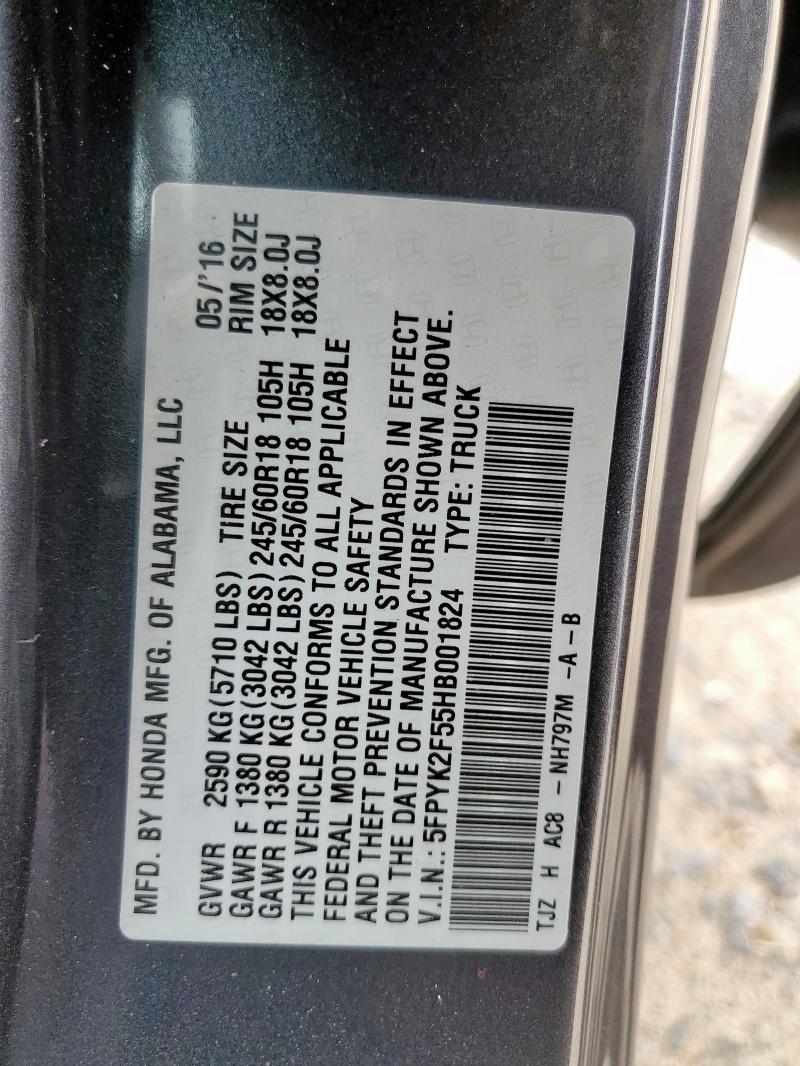 MFD. BY HONDA MFG. OF ALABAMA, LLC
05/'16
GVWR 2590 KG(5710 LBS) TIRE SIZE RIM SIZE
GAWR F 1380 KG(3042 LBS) 245/60R18 105H 18X8.0J
GAWR R 1380 KG(3042 LBS) 245/60R18 105H 18X8.0J
THIS VEHICLE CONFORMS TO ALL APPLICABLE
FEDERAL MOTOR VEHICLE SAFETY
AND THEFT PREVENTION STANDARDS IN EFFECT
ON THE DATE OF MANUFACTURE SHOWN ABOVE.
V.I.N.: 5FPYK2F55HB001824 TYPE: TRUCK
TJZ H AC8 – NH797M –A –B